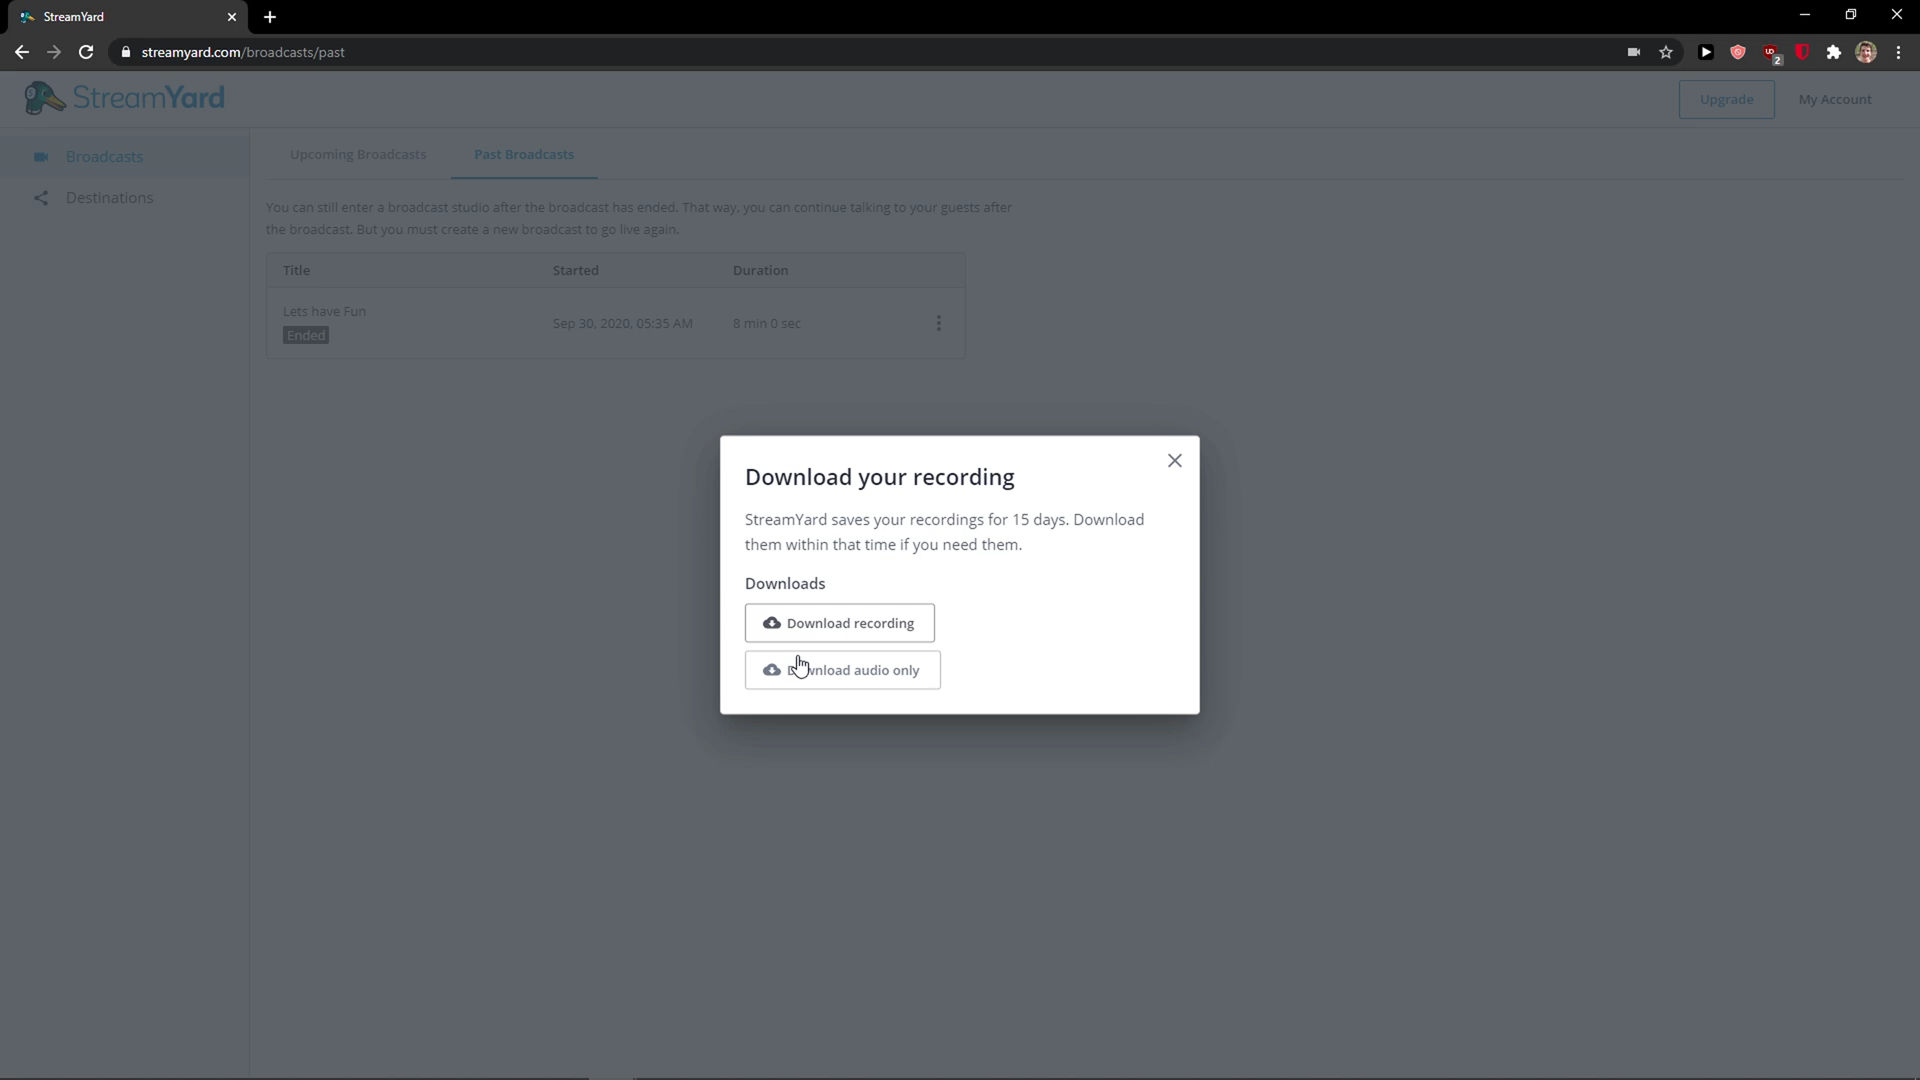 StreamYard
streamyard.com/broadcasts/past
2
StreamYard
Upgrade
My Account
Broadcasts
Destinations
Upcoming Broadcasts
Past Broadcasts
You can still enter a broadcast studio after the broadcast has ended. That way, you can continue talking to your guests after
the broadcast. But you must create a new broadcast to go live again.
Title Started Duration
Lets have Fun
Ended
Sep 30, 2020, 05:35 AM
8 min 0 sec
Download your recording
StreamYard saves your recordings for 15 days. Download
them within that time if you need them.
Downloads
Download recording
Download audio only